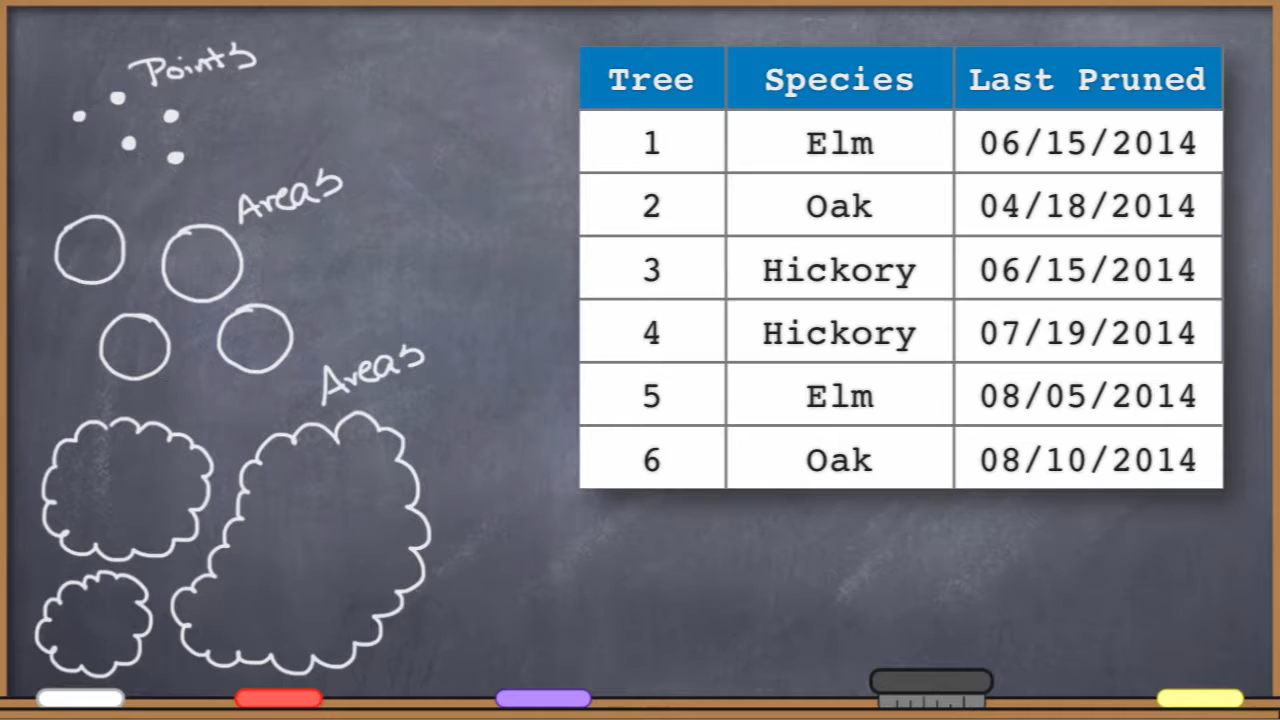 Points
Areas
Areas
Tree Species Last Pruned
1 Elm 06/15/2014
2 Oak 04/18/2014
3 Hickory 06/15/2014
4 Hickory 07/19/2014
5 Elm 08/05/2014
6 Oak 08/10/2014